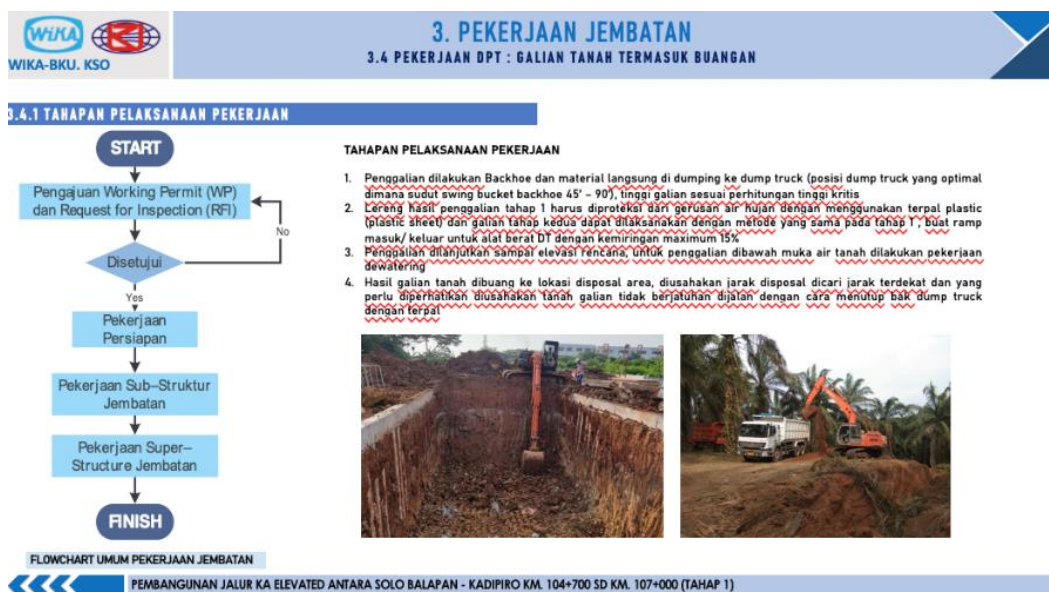 WIKA
WIKA-BKU. KSO
3. PEKERJAAN JEMBATAN
3.4 PEKERJAAN DPT : GALIAN TANAH TERMASUK BUANGAN
3.4.1 TAHAPAN PELAKSANAAN PEKERJAAN
START
Pengajuan Working Permit (WP)
dan Request for Inspection (RFI)
No
Disetujui
Yes
Pekerjaan
Persiapan
Pekerjaan Sub-Struktur
Jembatan
Pekerjaan Super-
Structure Jembatan
FINISH
FLOWCHART UMUM PEKERJAAN JEMBATAN
TAHAPAN PELAKSANAAN PEKERJAAN
1. Penggalian dilakukan Backhoe dan material langsung di dumping ke dump truck (posisi dump truck yang optimal
dimana sudut swing bucket backhoe 45' – 90'), tinggi galian sesuai perhitungan tinggi kritis
2. Lereng hasil penggalian tahap 1 harus diproteksi dari gerusan air hujan dengan menggunakan terpal plastic
(plastic sheet) dan galian tahap kedua dapat dilaksanakan dengan metode yang sama pada tahap 1 , buat ramp
masuk/ keluar untuk alat berat DT dengan kemiringan maximum 15%
3. Penggalian dilanjutkan sampai elevasi rencana, untuk penggalian dibawah muka air tanah dilakukan pekerjaan
dewatering
4. Hasil galian tanah dibuang ke lokasi disposal area, diusahakan jarak disposal dicari jarak terdekat dan yang
perlu diperhatikan diusahakan tanah galian tidak berjatuhan dijalan dengan cara menutup bak dump truck
dengan terpal
PEMBANGUNAN JALUR KA ELEVATED ANTARA SOLO BALAPAN - KADIPIRO KM. 104+700 SD KM. 107+000 (TAHAP 1)